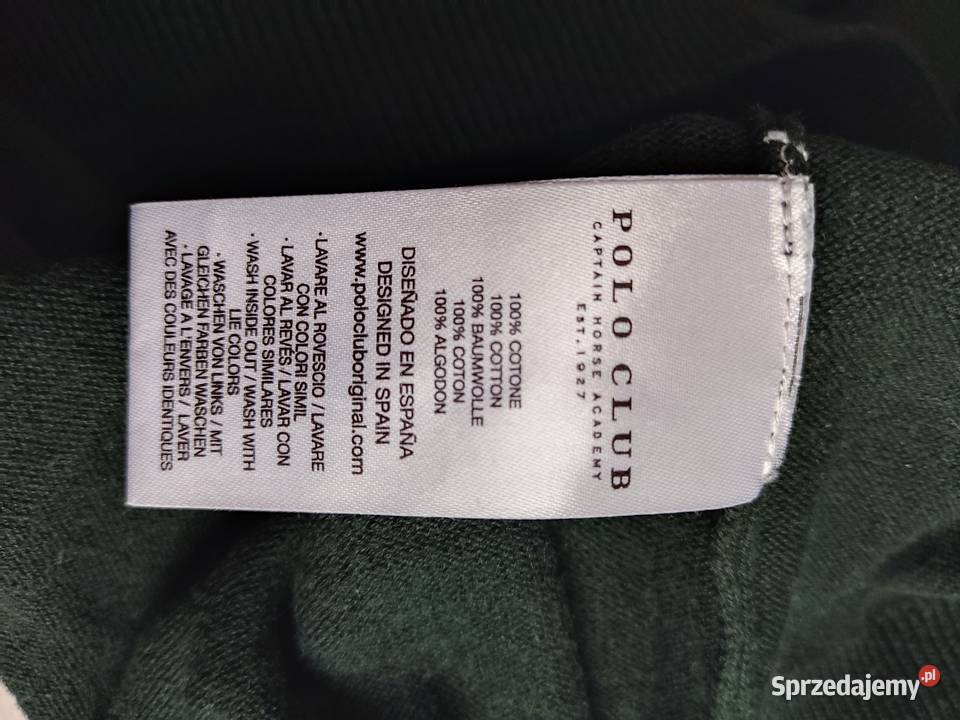 POLO CLUB
CAPTAIN HORSE ACADEMY
EST. 1927
100% COTONE
100% COTTON
100% BAUMWOLLE
100% COTON
100% ALGODON
DISEÑADO EN ESPAÑA
DESIGNED IN SPAIN
www.polocluboriginal.com
· LAVARE AL ROVESCIO / LAVARE
CON COLORI SIMIL
· LAVAR AL REVÉS / LAVAR CON
COLORES SIMILARES
· WASH INSIDE OUT / WASH WITH
LIE COLORS
· WASCHEN VON LINKS / MIT
GLEICHEN FARBEN WASCHEN
· LAVAGE A L'ENVERS / LAVER
AVEC DES COULEURS IDENTIQUES
Sprzedajemy.pl